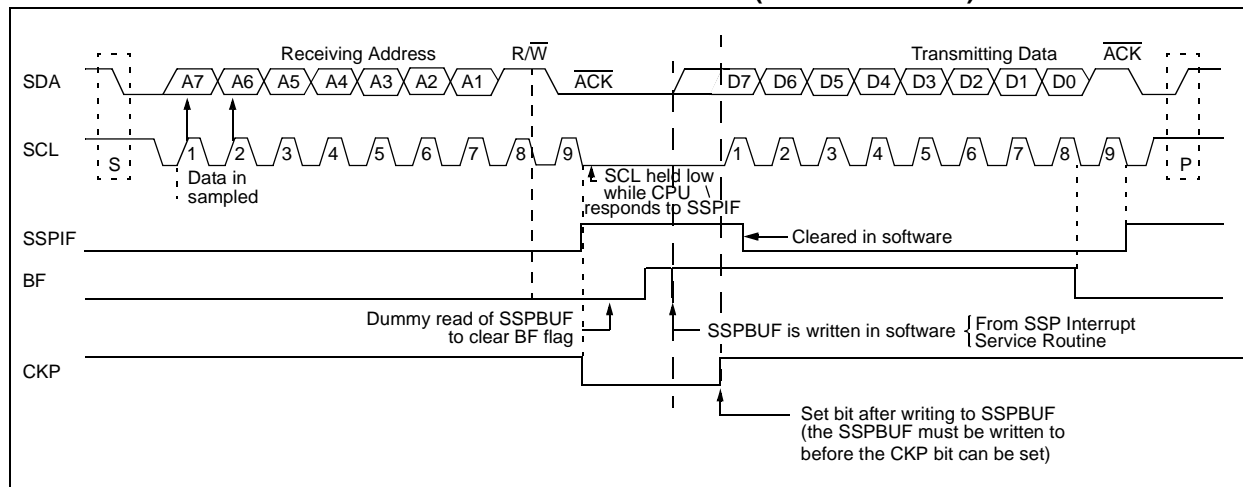 Receiving Address R/W ACK Transmitting Data ACK
SDA A7 A6 A5 A4 A3 A2 A1 D7 D6 D5 D4 D3 D2 D1 D0
SCL S 1 2 3 4 5 6 7 8 9 1 2 3 4 5 6 7 8 9 P
Data in
sampled
SCL held low
while CPU
responds to SSPIF
SSPIF
Cleared in software
BF
Dummy read of SSPBUF
to clear BF flag
SSPBUF is written in software
From SSP Interrupt
Service Routine
CKP
Set bit after writing to SSPBUF
(the SSPBUF must be written to
before the CKP bit can be set)